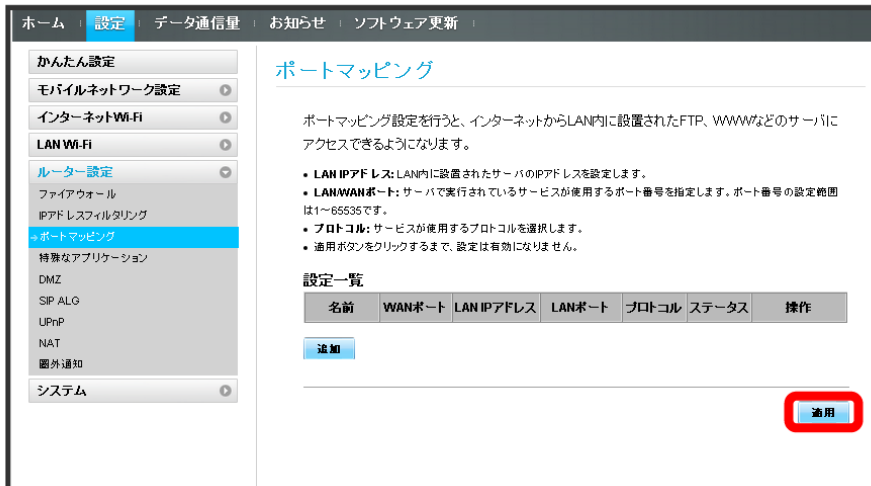 ホーム 設定 データ通信量 お知らせ ソフトウェア更新
かんたん設定
モバイルネットワーク設定
インターネットWi-Fi
LAN Wi-Fi
ルーター設定
ファイアウォール
IPアドレスフィルタリング
ポートマッピング
特殊なアプリケーション
DMZ
SIP ALG
UPnP
NAT
圏外通知
システム
ポートマッピング
ポートマッピング設定を行うと、インターネットからLAN内に設置されたFTP、WWWなどのサーバに
アクセスできるようになります。
• LAN IPアドレス: LAN内に設置されたサーバのIPアドレスを設定します。
• LAN/WANポート: サーバで実行されているサービスが使用するポート番号を指定します。ポート番号の設定範囲
は1～65535です。
• プロトコル: サービスが使用するプロトコルを選択します。
• 適用ボタンをクリックするまで、設定は有効になりません。
設定一覧
名前 WANポート LAN IPアドレス LANポート プロトコル ステータス 操作
追加
適用